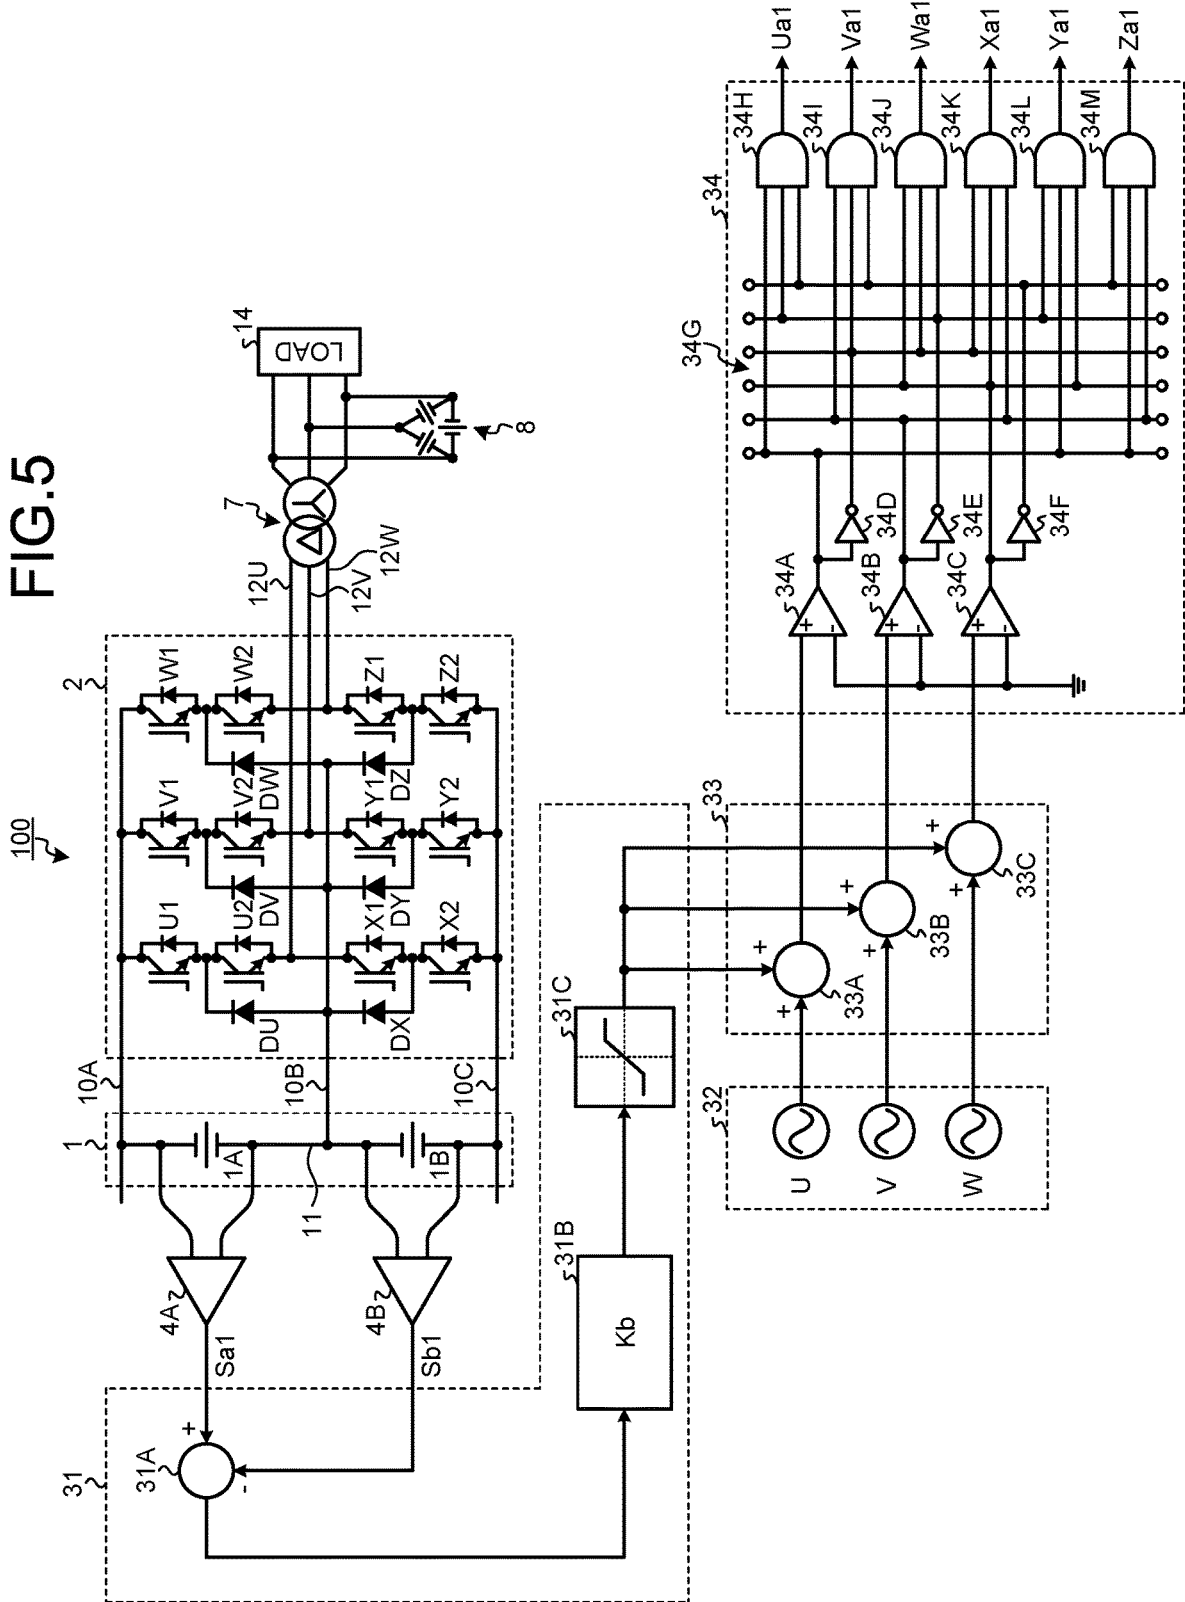 FIG.5
100
31
31A
+
-
Sa1
Sb1
4A
4B
11
1
1A
1B
10A
10B
10C
2
U1
U2
DU
X1
DX
X2
V1
V2
DV
Y1
DY
Y2
W1
W2
DW
Z1
DZ
Z2
12U
12V
12W
7
8
14
LOAD
31B
Kb
31C
32
U
V
W
33
33A
+
+
33B
+
+
33C
+
+
34
34A
+
-
34B
+
-
34C
+
-
34D
34E
34F
34G
34H
34I
34J
34K
34L
34M
Ua1
Va1
Wa1
Xa1
Ya1
Za1